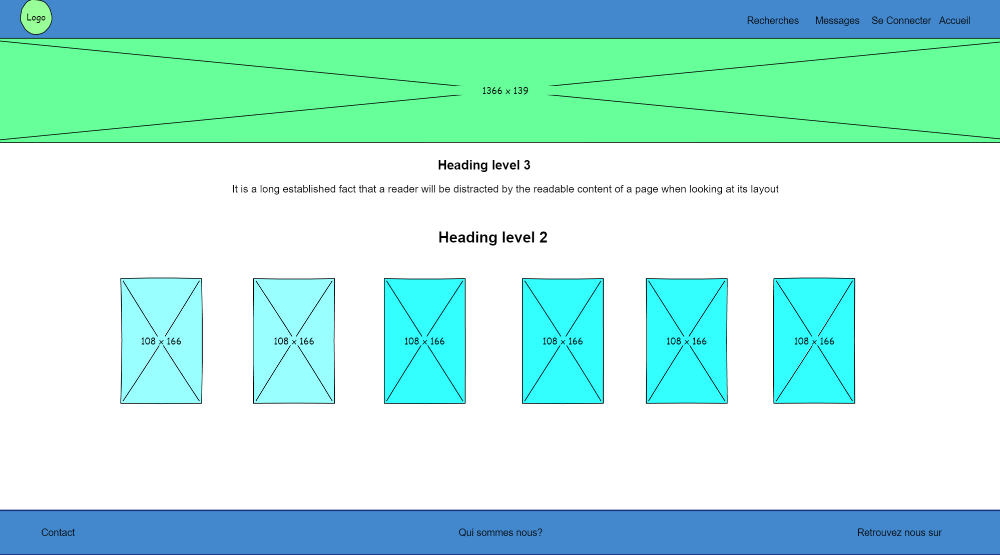 Logo
Recherches Messages Se Connecter Accueil
1366 x 139
Heading level 3
It is a long established fact that a reader will be distracted by the readable content of a page when looking at its layout
Heading level 2
108 x 166 108 x 166 108 x 166 108 x 166 108 x 166 108 x 166
Contact Qui sommes nous? Retrouvez nous sur